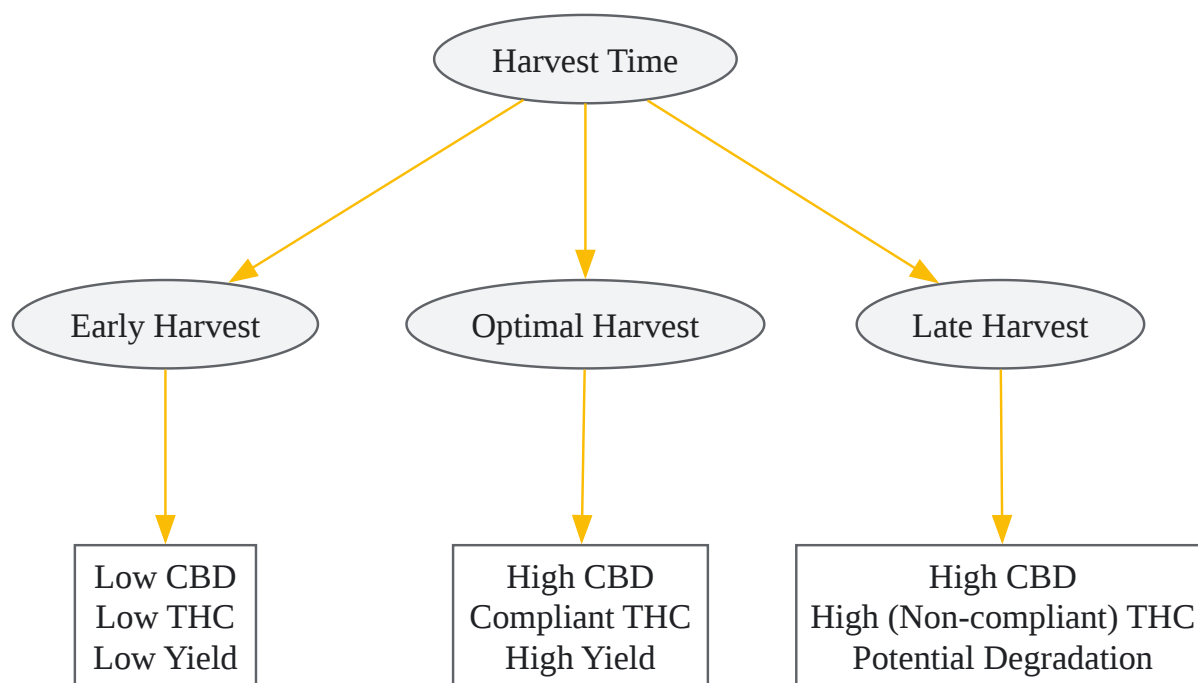 Harvest Time
Early Harvest
Optimal Harvest
Late Harvest
Low CBD
Low THC
Low Yield
High CBD
Compliant THC
High Yield
High CBD
High (Non-compliant) THC
Potential Degradation